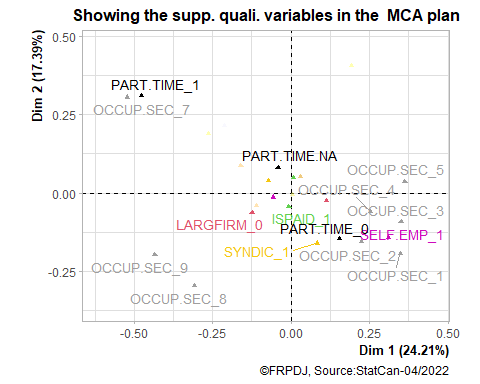 Showing the supp. quali. variables in the  MCA plan
Dim 2 (17.39%)
0.50
0.25
0.00
-0.25
PART.TIME_1
OCCUP.SEC_7
PART.TIME.NA
OCCUP.SEC_5
OCCUP.SEC_4
OCCUP.SEC_3
ISPAID_1
LARGFIRM_0
PART.TIME_0
SELF.EMP_1
SYNDIC_1
OCCUP.SEC_2
OCCUP.SEC_9
OCCUP.SEC_1
OCCUP.SEC_8
-0.50
-0.25
0.00
0.25
0.50
Dim 1 (24.21%)
©FRPDJ, Source:StatCan-04/2022